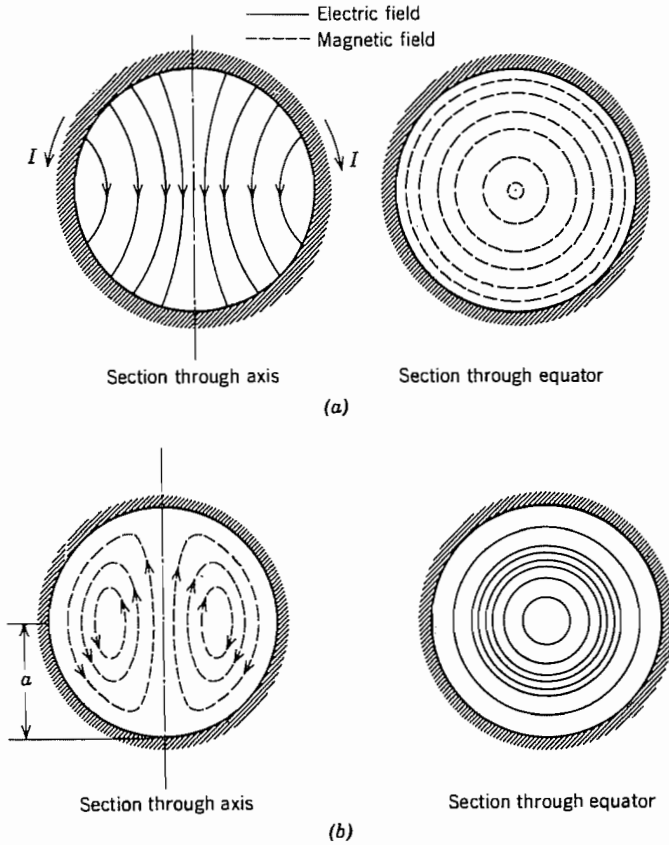 Electric field
Magnetic field
I
I
Section through axis
Section through equator
(a)
a
Section through axis
Section through equator
(b)